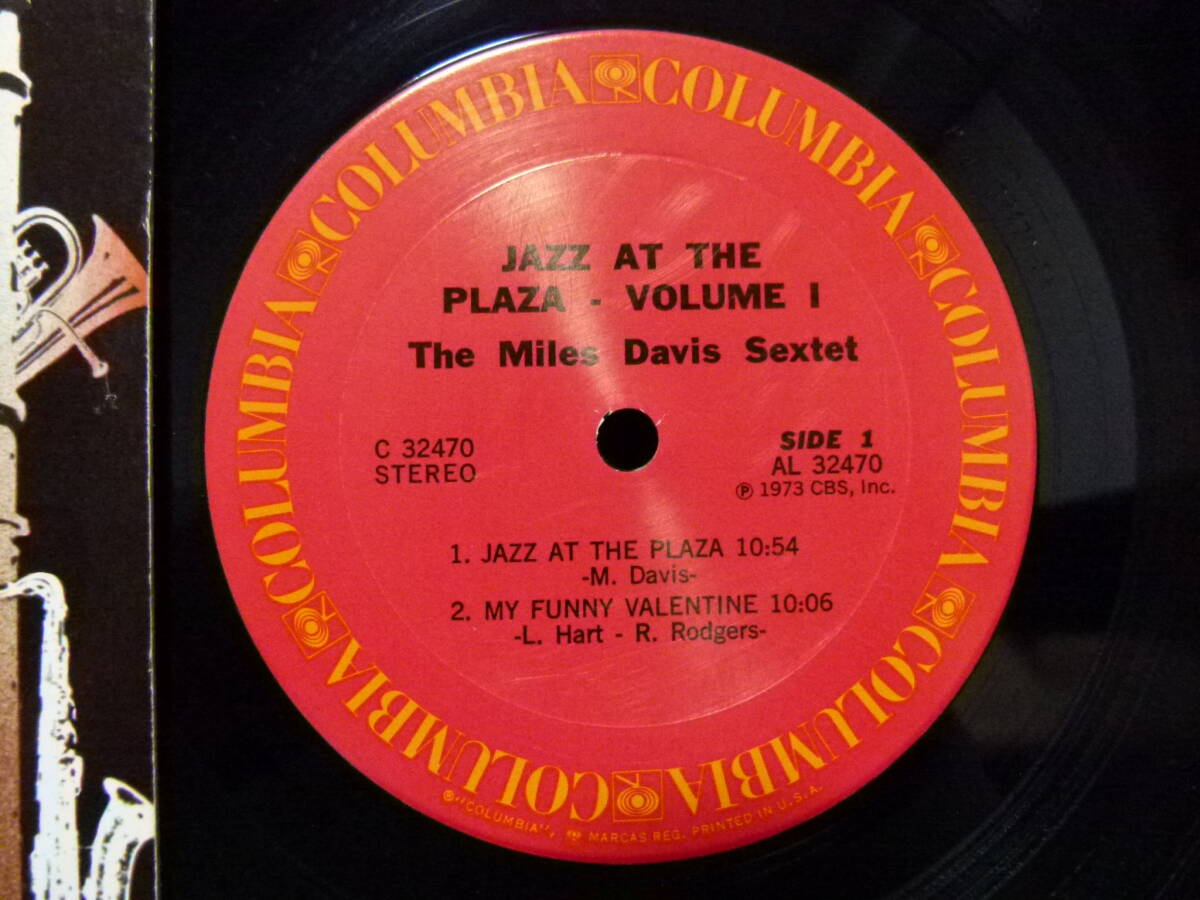 COLUMBIA COLUMBIA COLUMBIA COLUMBIA COLUMBIA COLUMBIA COLUMBIA
JAZZ AT THE
PLAZA - VOLUME I
The Miles Davis Sextet
C 32470
STEREO
SIDE 1
AL 32470
Ⓟ 1973 CBS, Inc.
1. JAZZ AT THE PLAZA 10:54
-M. Davis-
2. MY FUNNY VALENTINE 10:06
-L. Hart - R. Rodgers-
®"COLUMBIA", MARCAS REG. PRINTED IN U.S.A.